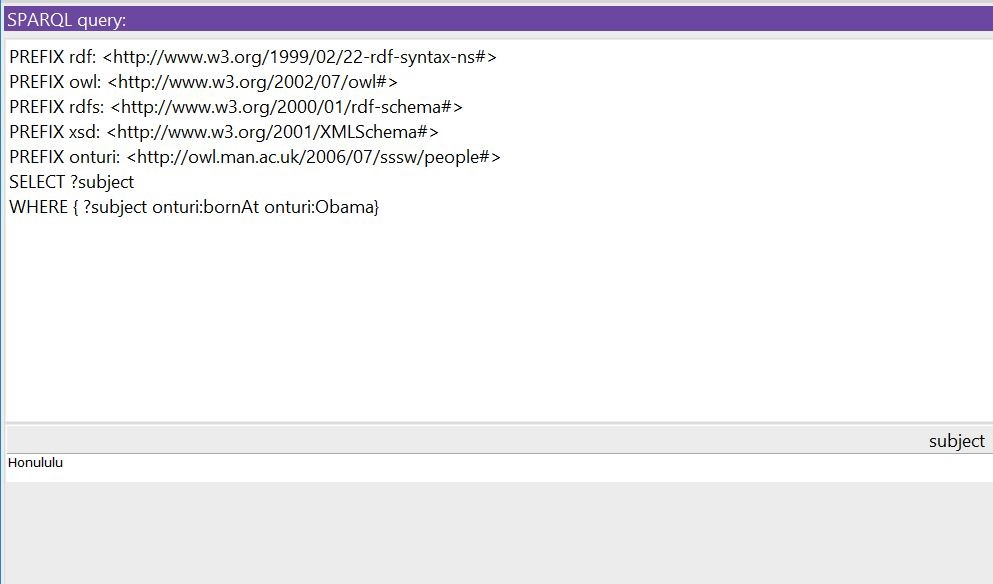 SPARQL query:
PREFIX rdf: <http://www.w3.org/1999/02/22-rdf-syntax-ns#>
PREFIX owl: <http://www.w3.org/2002/07/owl#>
PREFIX rdfs: <http://www.w3.org/2000/01/rdf-schema#>
PREFIX xsd: <http://www.w3.org/2001/XMLSchema#>
PREFIX onturi: <http://owl.man.ac.uk/2006/07/sssw/people#>
SELECT ?subject
WHERE { ?subject onturi:bornAt onturi:Obama}
subject
Honululu